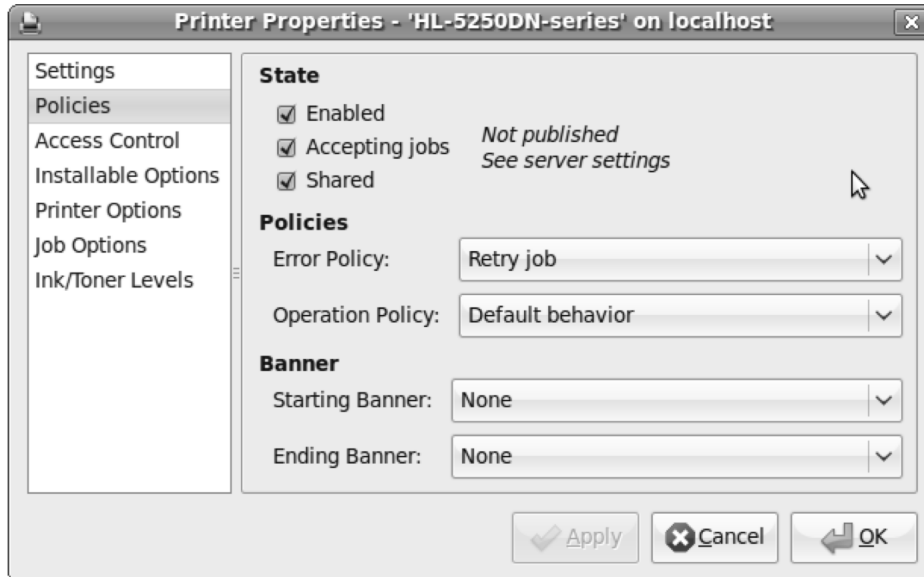 Printer Properties - 'HL-5250DN-series' on localhost
Settings
Policies
Access Control
Installable Options
Printer Options
Job Options
Ink/Toner Levels
State
Enabled
Accepting jobs
Shared
Not published
See server settings
Policies
Error Policy: Retry job
Operation Policy: Default behavior
Banner
Starting Banner: None
Ending Banner: None
Apply Cancel OK